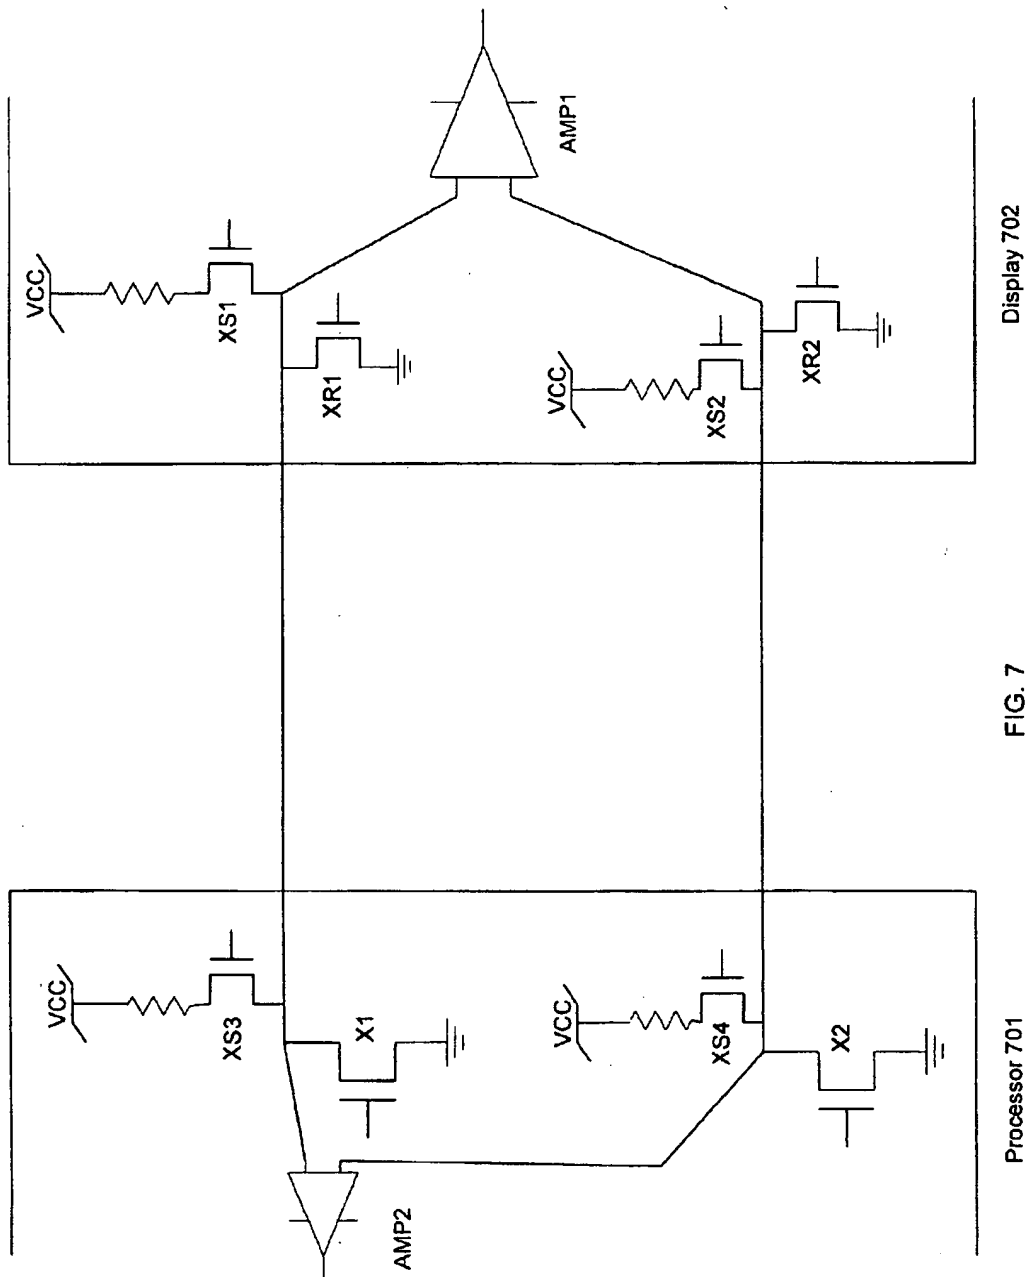 VCC
XS3
X1
AMP2
VCC
XS4
X2
Processor 701
FIG. 7
VCC
XS1
XR1
AMP1
VCC
XS2
XR2
Display 702